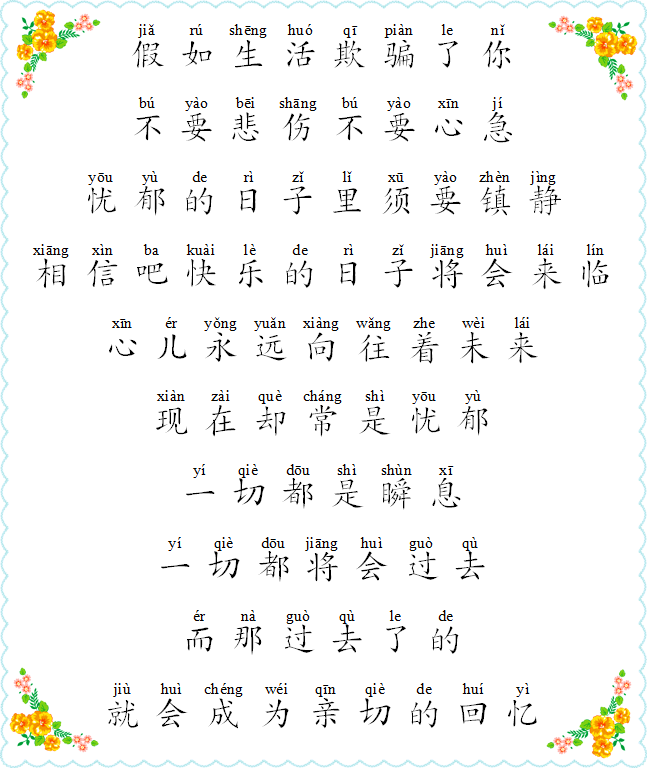 jiǎ rú shēng huó qī piàn le nǐ
假如生活欺骗了你
bú yào bēi shāng bú yào xīn jí
不要悲伤不要心急
yōu yù de rì zǐ lǐ xū yào zhèn jìng
忧郁的日子里须要镇静
xiāng xìn ba kuài lè de rì zǐ jiāng huì lái lín
相信吧快乐的日子将会来临
xīn ér yǒng yuǎn xiàng wǎng zhe wèi lái
心儿永远向往着未来
xiàn zài què cháng shì yōu yù
现在却常是忧郁
yí qiè dōu shì shùn xī
一切都是瞬息
yí qiè dōu jiāng huì guò qù
一切都将会过去
ér nà guò qù le de
而那过去了的
jiù huì chéng wéi qīn qiè de huí yì
就会成为亲切的回忆